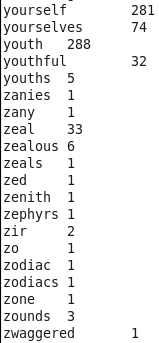 yourself 281
yourselves 74
youth 288
youthful 32
youths 5
zanies 1
zany 1
zeal 33
zealous 6
zeals 1
zed 1
zenith 1
zephyrs 1
zir 2
zo 1
zodiac 1
zodiacs 1
zone 1
zounds 3
zwaggered 1